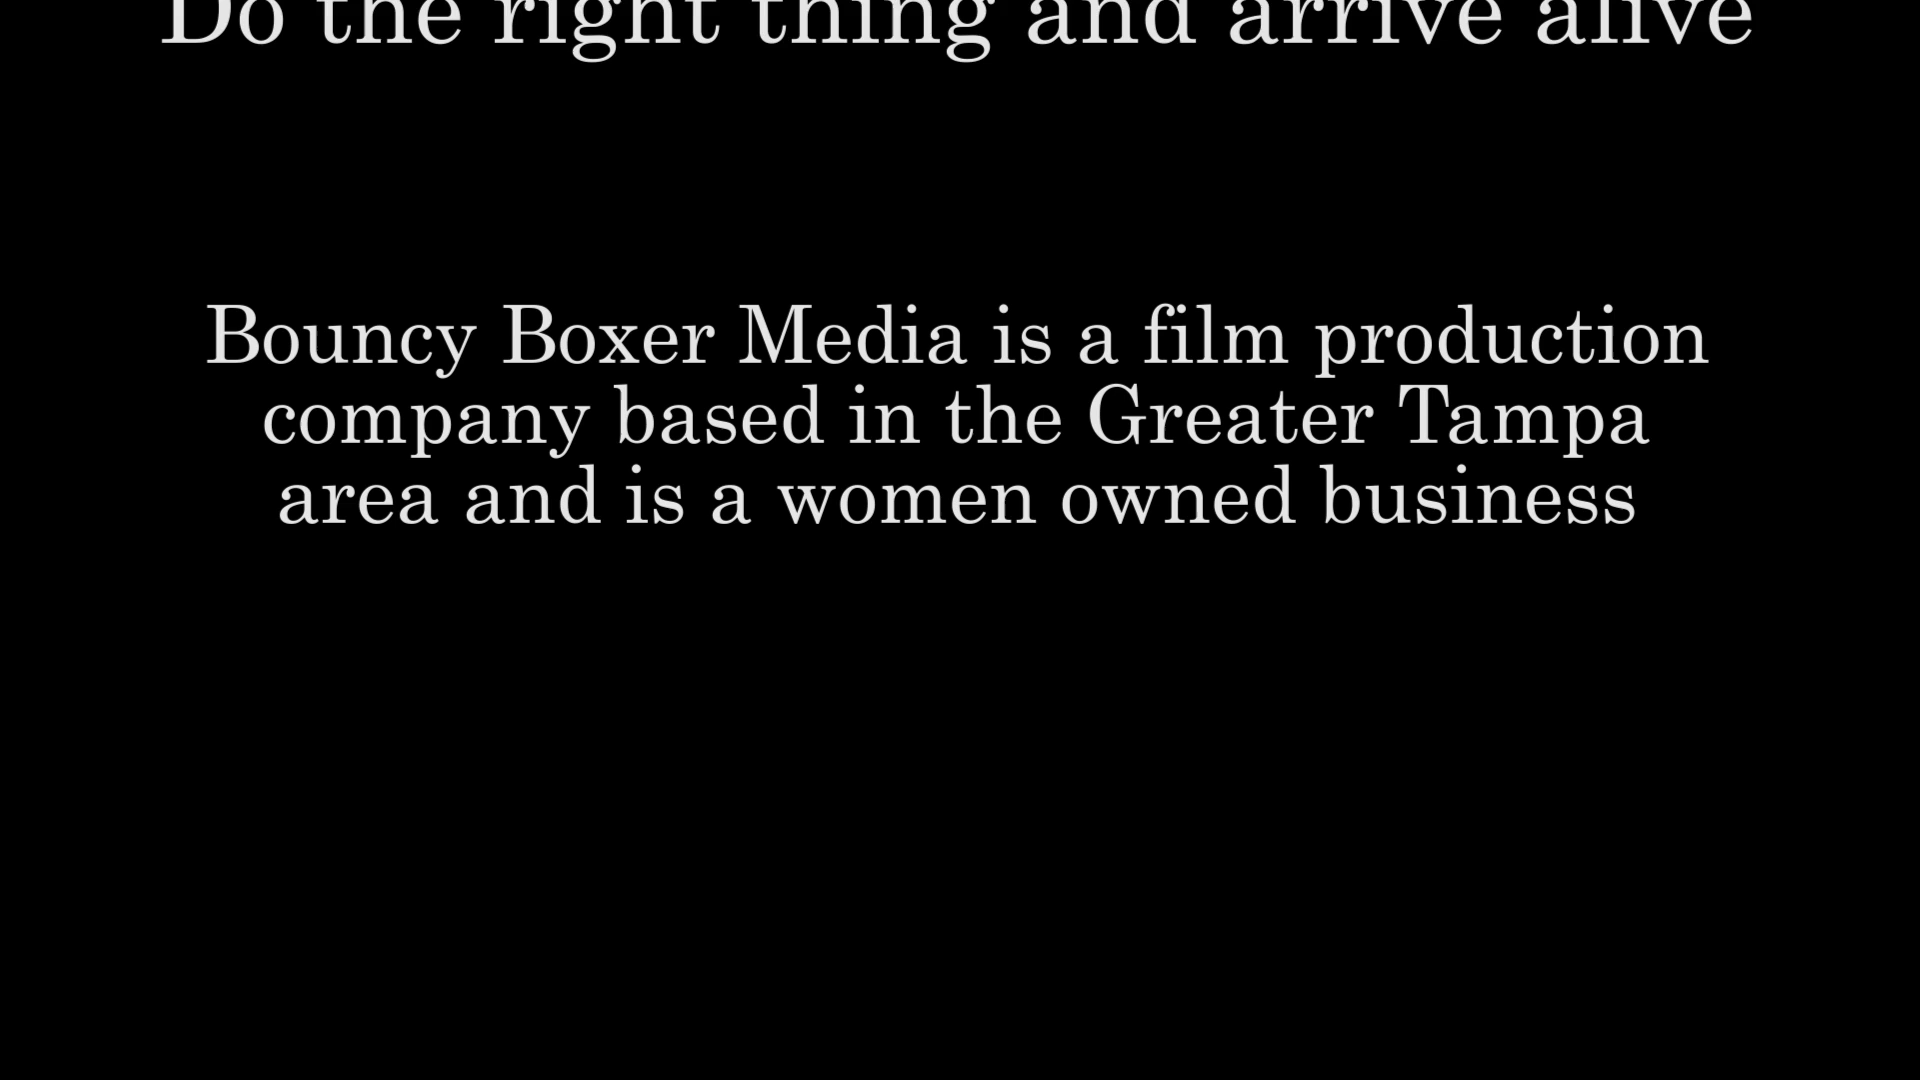 Do the right thing and arrive alive
Bouncy Boxer Media is a film production
company based in the Greater Tampa
area and is a women owned business